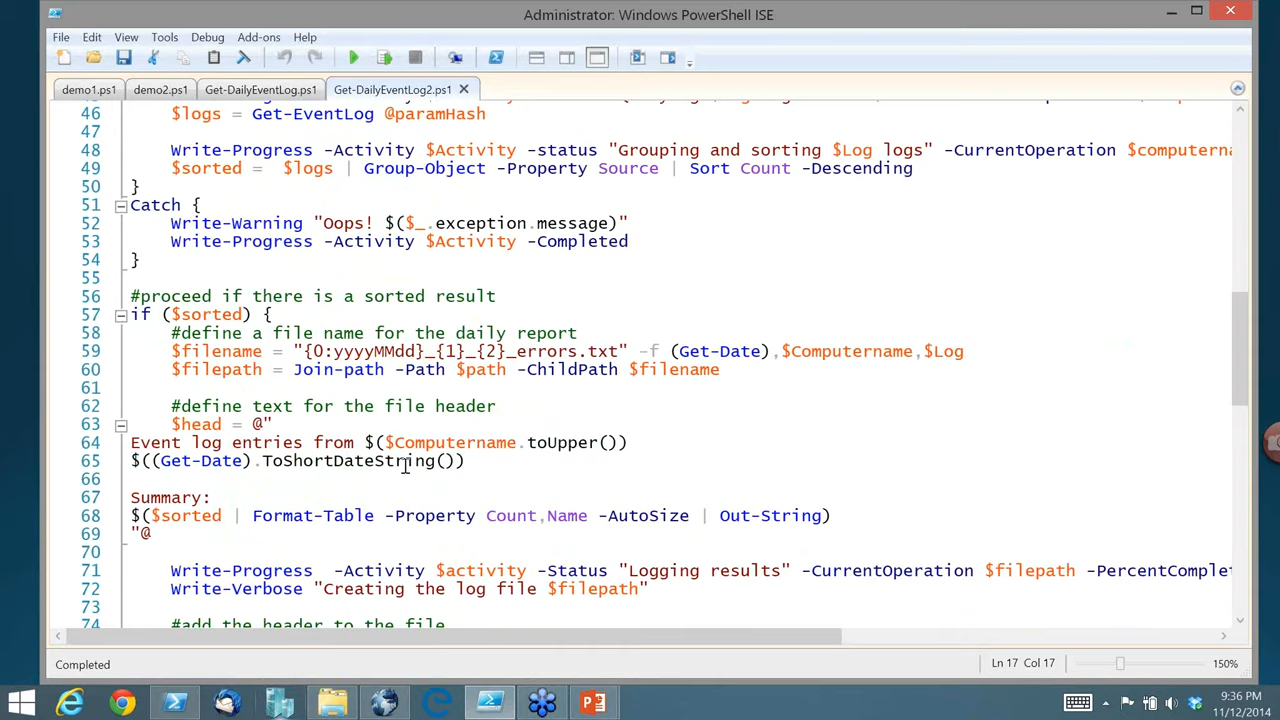 Administrator: Windows PowerShell ISE
File Edit View Tools Debug Add-ons Help
demo1.ps1 demo2.ps1 Get-DailyEventLog.ps1 Get-DailyEventLog2.ps1
46 $logs = Get-EventLog @paramHash
47
48 Write-Progress -Activity $Activity -status "Grouping and sorting $Log logs" -CurrentOperation $computerna
49 $sorted = $logs | Group-Object -Property Source | Sort Count -Descending
50 }
51 Catch {
52 Write-Warning "Oops! $($_.exception.message)"
53 Write-Progress -Activity $Activity -Completed
54 }
55
56 #proceed if there is a sorted result
57 if ($sorted) {
58 #define a file name for the daily report
59 $filename = "{0:yyyyMMdd}_{1}_{2}_errors.txt" -f (Get-Date),$Computername,$Log
60 $filepath = Join-path -Path $path -ChildPath $filename
61
62 #define text for the file header
63 $head = @"
64 Event log entries from $($Computername.toUpper())
65 $((Get-Date).ToShortDateString())
66
67 Summary:
68 $($sorted | Format-Table -Property Count,Name -AutoSize | Out-String)
69 "@
70
71 Write-Progress -Activity $activity -Status "Logging results" -CurrentOperation $filepath -PercentComplet
72 Write-Verbose "Creating the log file $filepath"
73
74 #add the header to the file
Completed Ln 17 Col 17 150%
9:36 PM
11/12/2014